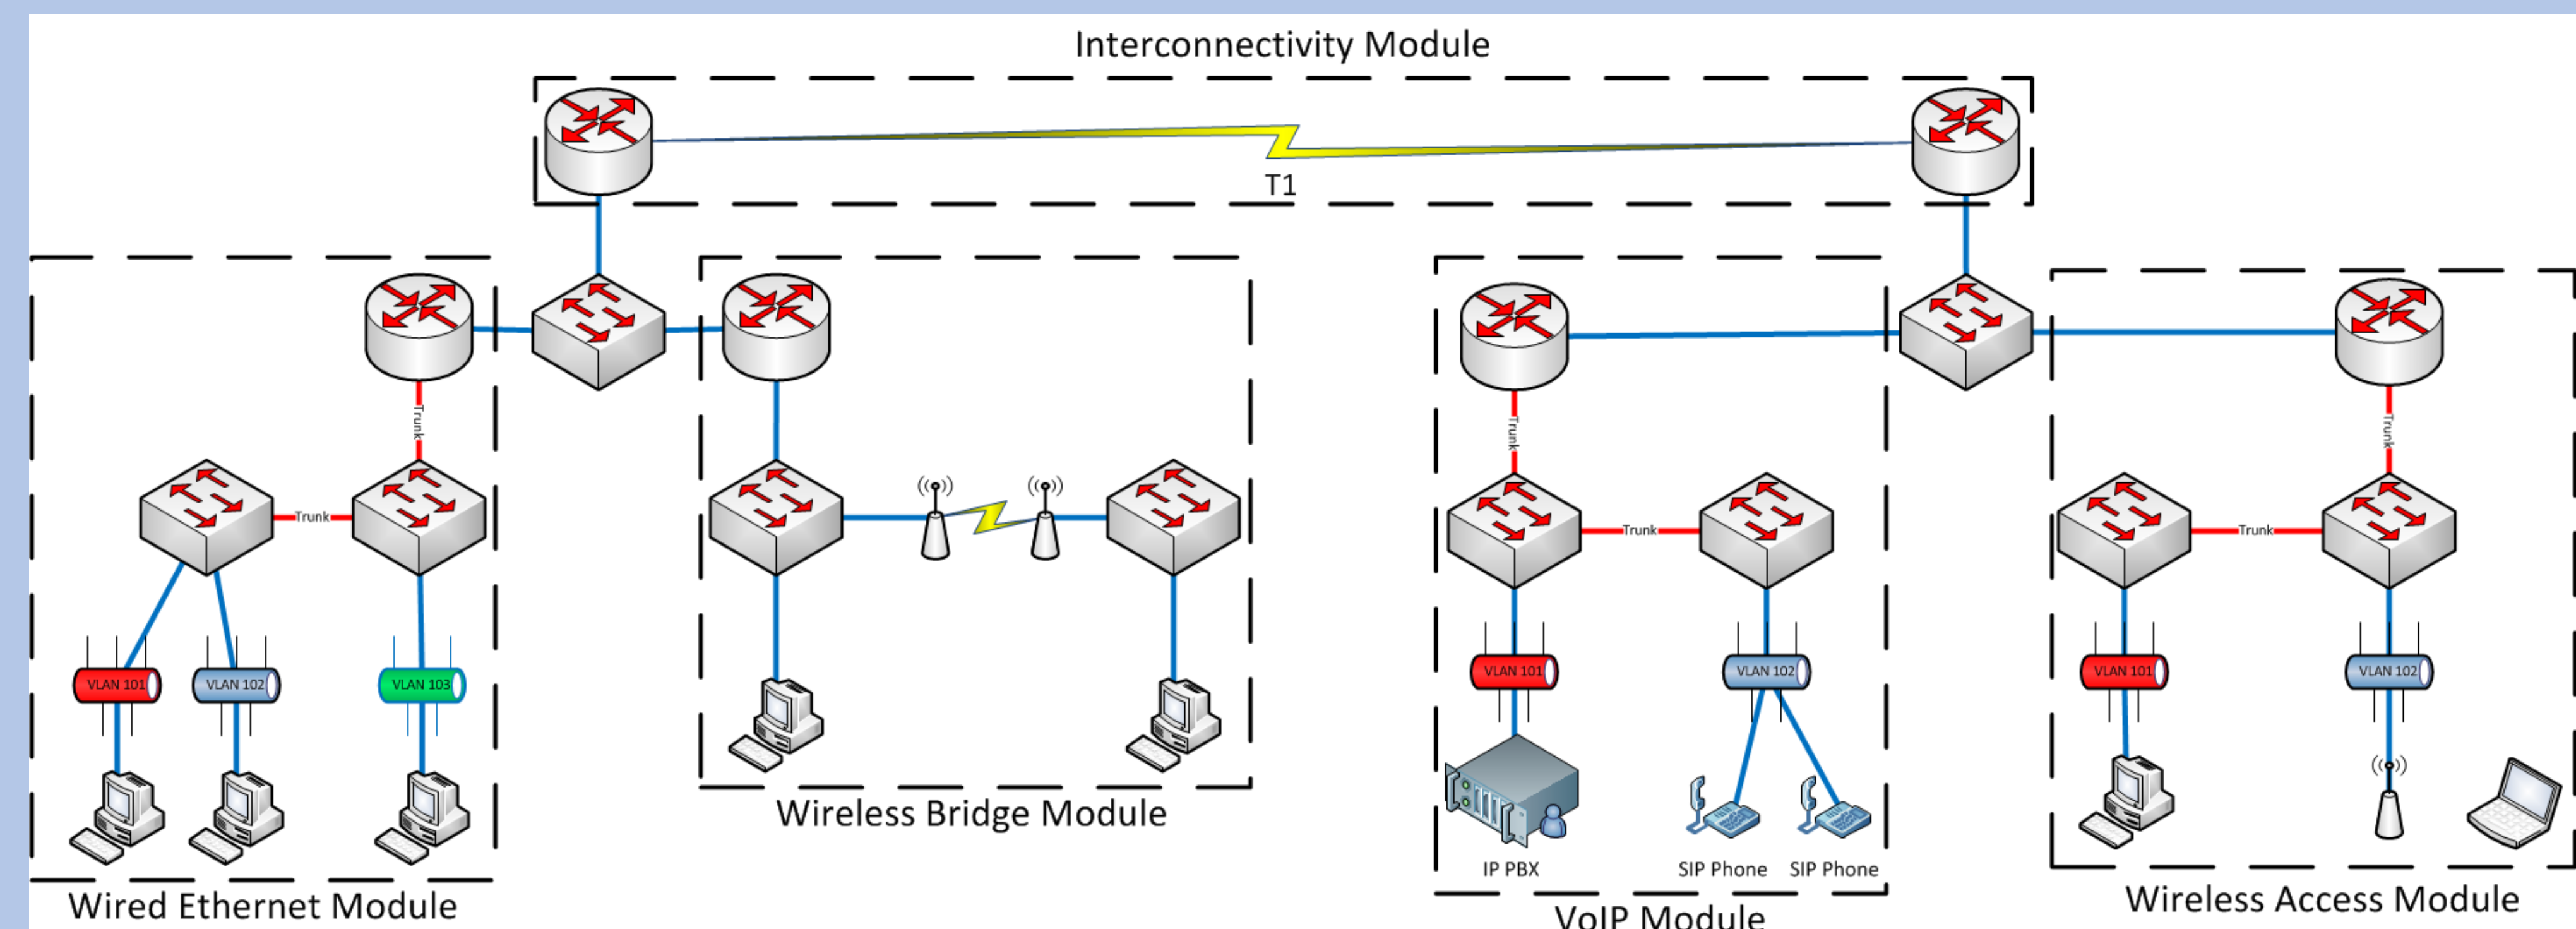 Interconnectivity Module
T1
Trunk
Trunk
VLAN 101
VLAN 102
VLAN 103
Wired Ethernet Module
Wireless Bridge Module
Trunk
Trunk
VLAN 101
VLAN 102
IP PBX
SIP Phone
SIP Phone
VoIP Module
Trunk
Trunk
VLAN 101
VLAN 102
Wireless Access Module